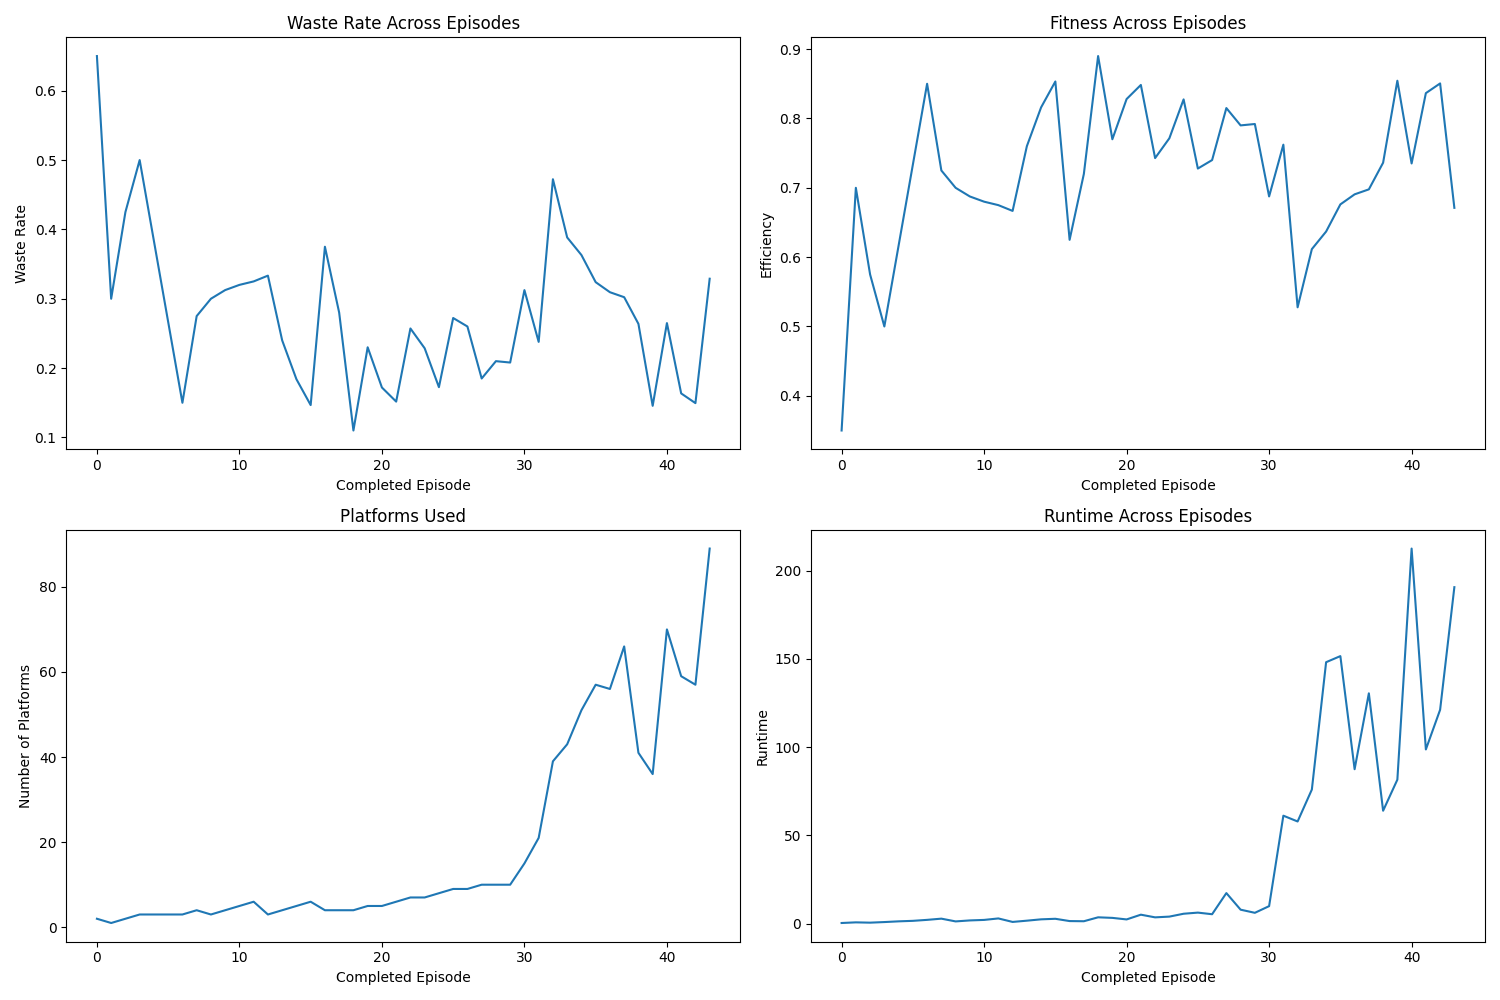 Waste Rate Across Episodes
Waste Rate
0.6
0.5
0.4
0.3
0.2
0.1
0 10 20 30 40
Completed Episode
Fitness Across Episodes
Efficiency
0.9
0.8
0.7
0.6
0.5
0.4
0 10 20 30 40
Completed Episode
Platforms Used
Number of Platforms
80
60
40
20
0
0 10 20 30 40
Completed Episode
Runtime Across Episodes
Runtime
200
150
100
50
0
0 10 20 30 40
Completed Episode